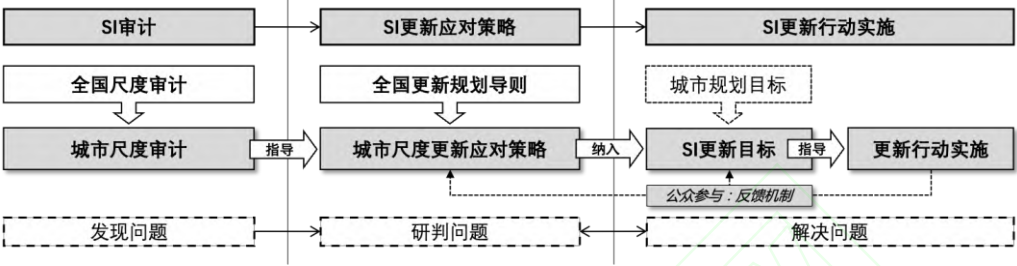 SI审计
SI更新应对策略
SI更新行动实施
全国尺度审计
全国更新规划导则
城市规划目标
城市尺度审计
指导
城市尺度更新应对策略
纳入
SI更新目标
指导
更新行动实施
公众参与：反馈机制
发现问题
研判问题
解决问题